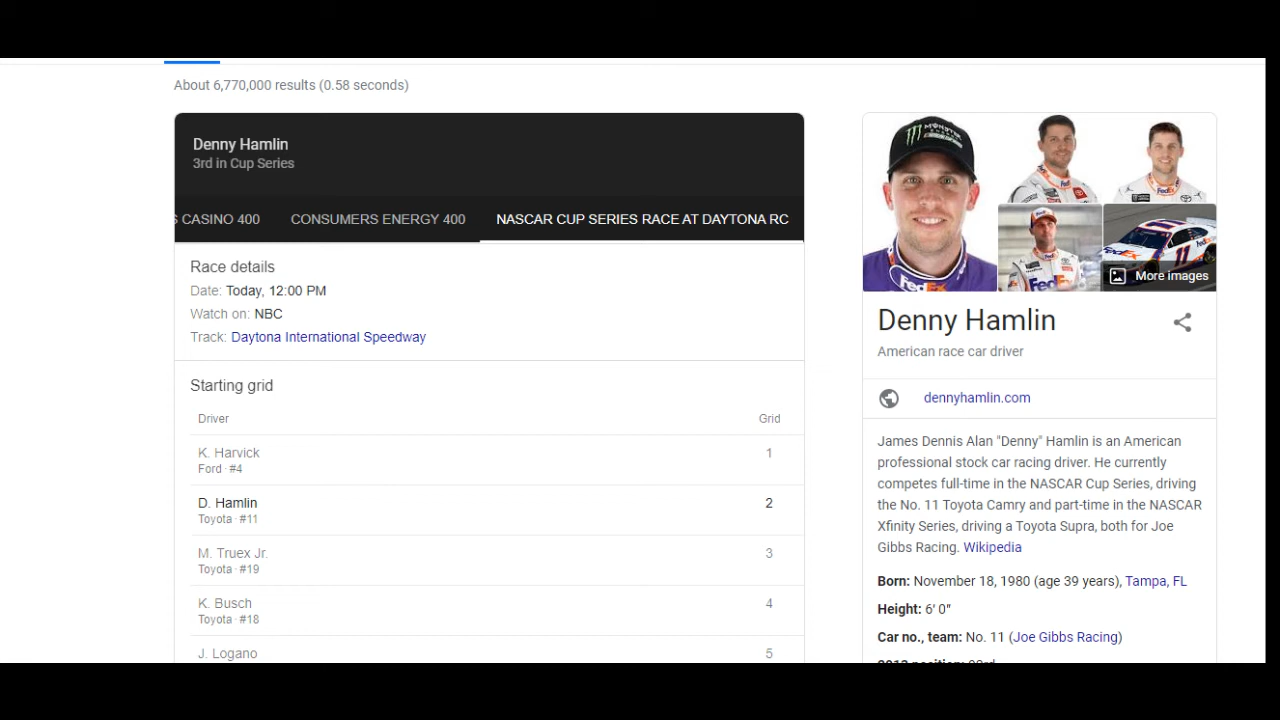 About 6,770,000 results (0.58 seconds)
Denny Hamlin
3rd in Cup Series
S CASINO 400 CONSUMERS ENERGY 400 NASCAR CUP SERIES RACE AT DAYTONA RC
Race details
Date: Today, 12:00 PM
Watch on: NBC
Track: Daytona International Speedway
Starting grid
Driver Grid
K. Harvick 1
Ford · #4
D. Hamlin 2
Toyota · #11
M. Truex Jr. 3
Toyota · #19
K. Busch 4
Toyota · #18
J. Logano 5
MONSTER
FedEx
FedEx
FedEx
FedEx
FedEx
11
More images
Denny Hamlin
American race car driver
dennyhamlin.com
James Dennis Alan "Denny" Hamlin is an American
professional stock car racing driver. He currently
competes full-time in the NASCAR Cup Series, driving
the No. 11 Toyota Camry and part-time in the NASCAR
Xfinity Series, driving a Toyota Supra, both for Joe
Gibbs Racing. Wikipedia
Born: November 18, 1980 (age 39 years), Tampa, FL
Height: 6′ 0″
Car no., team: No. 11 (Joe Gibbs Racing)